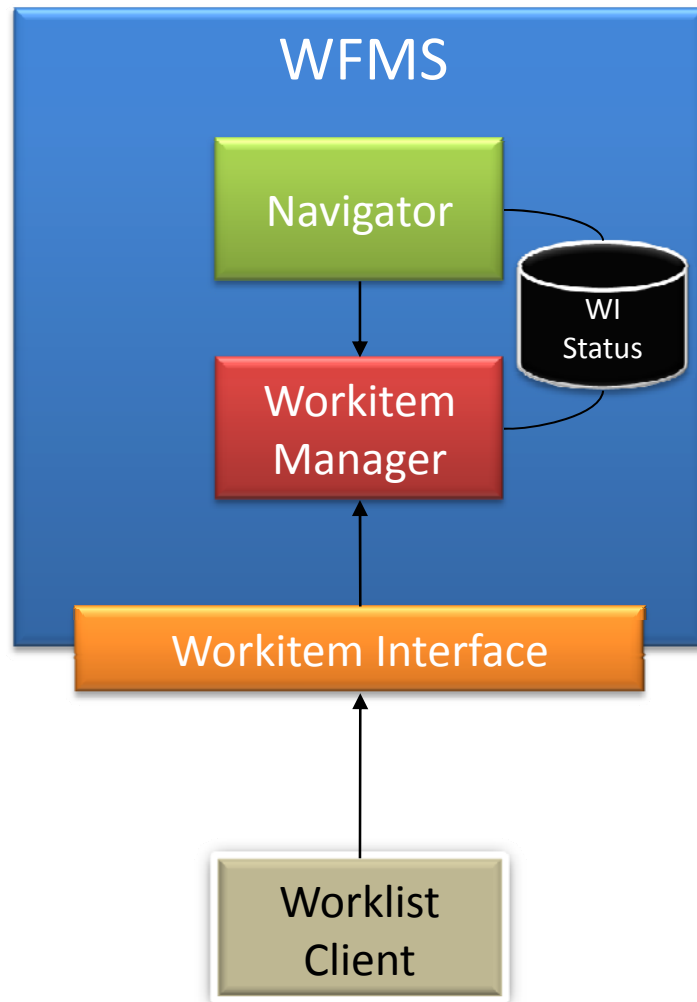 WFMS
Navigator
WI
Status
Workitem
Manager
Workitem Interface
Worklist
Client